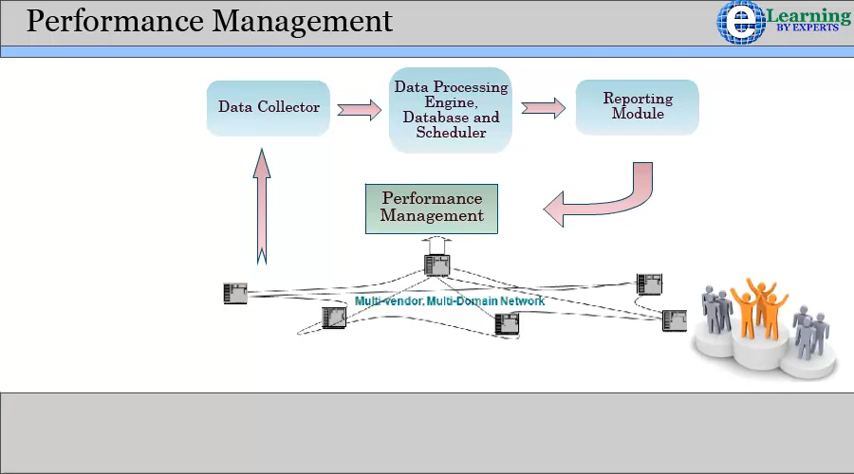 Performance Management
e Learning
BY EXPERTS
Data Collector
Data Processing
Engine,
Database and
Scheduler
Reporting
Module
Performance
Management
Multi-vendor, Multi-Domain Network